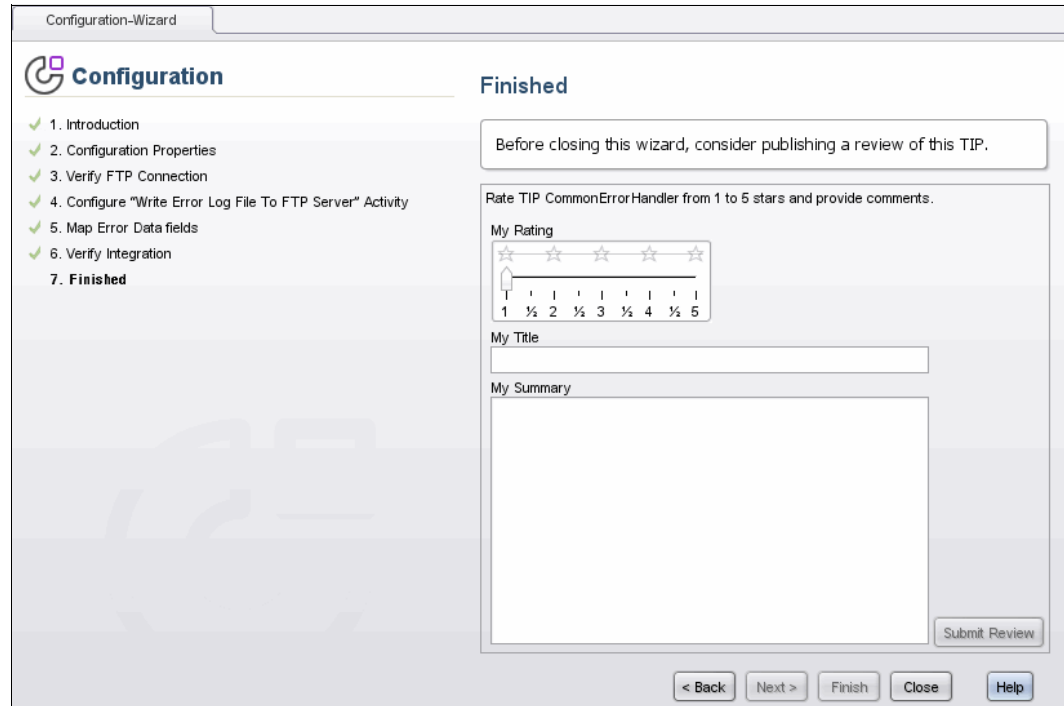 Configuration-Wizard
Configuration
1. Introduction
2. Configuration Properties
3. Verify FTP Connection
4. Configure “Write Error Log File To FTP Server” Activity
5. Map Error Data fields
6. Verify Integration
7. Finished
Finished
Before closing this wizard, consider publishing a review of this TIP.
Rate TIP CommonErrorHandler from 1 to 5 stars and provide comments.
My Rating
1 ½ 2 ½ 3 ½ 4 ½ 5
My Title
My Summary
Submit Review
< Back Next > Finish Close Help